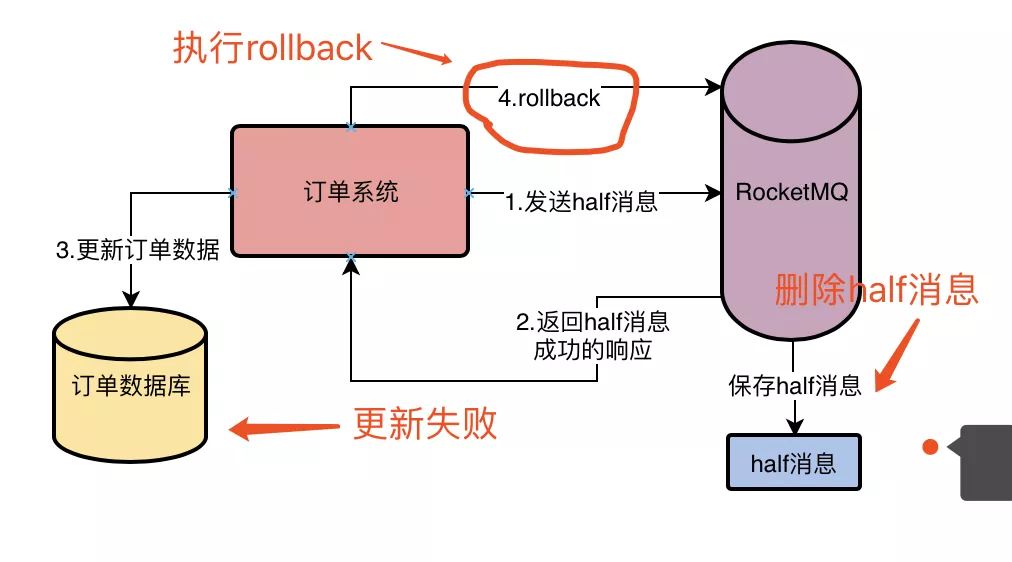 执行rollback
4.rollback
订单系统
1.发送half消息
RocketMQ
3.更新订单数据
删除half消息
2.返回half消息
成功的响应
订单数据库
保存half消息
更新失败
half消息